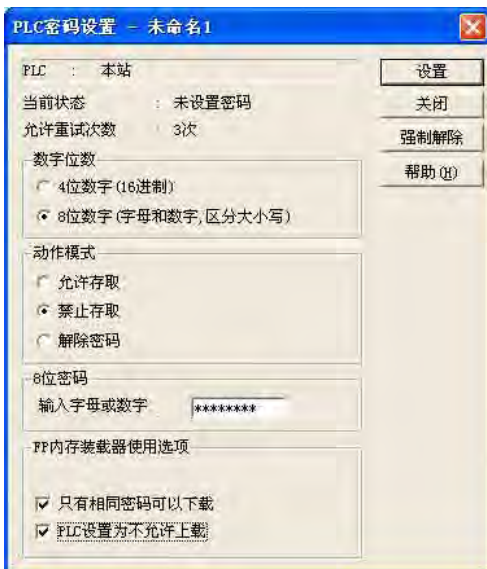 PLC密码设置 - 未命名1
PLC : 本站
设置
当前状态 : 未设置密码
关闭
允许重试次数 : 3次
强制解除
数字位数
帮助(H)
4位数字(16进制)
8位数字(字母和数字,区分大小写)
动作模式
允许存取
禁止存取
解除密码
8位密码
输入字母或数字 ********
FP内存装载器使用选项
只有相同密码可以下载
PLC设置为不允许上载